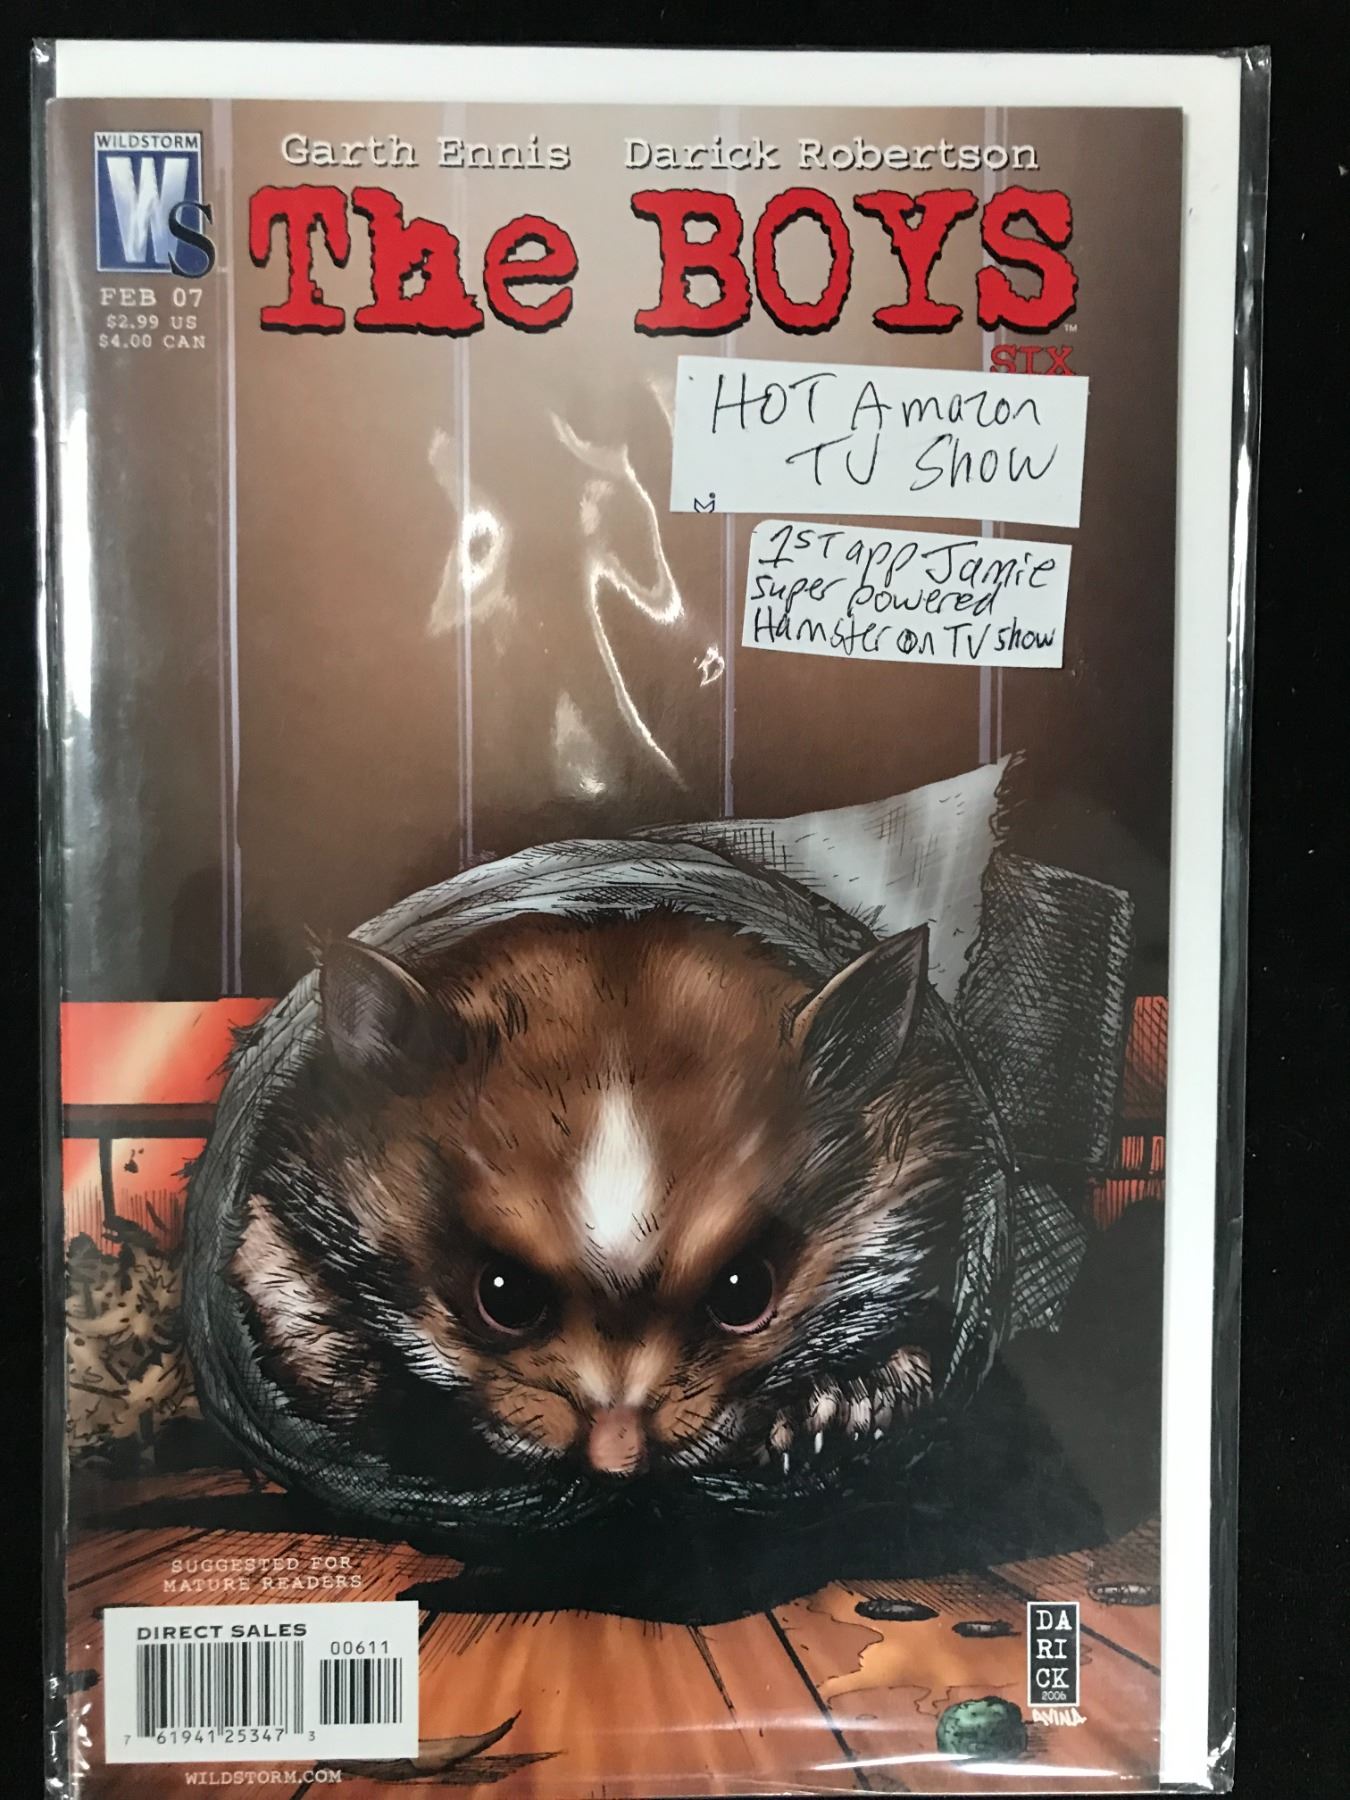 WILDSTORM
WS
FEB 07
$2.99 US
$4.00 CAN
Garth Ennis Darick Robertson
The BOYS
™
SIX
HOT Amazon
TV Show
1ST app Jamie
super powered
Hamster on TV show
SUGGESTED FOR
MATURE READERS
DIRECT SALES
00611
7 61941 25347 3
WILDSTORM.COM
DA
RI
CK
2006
AVINA